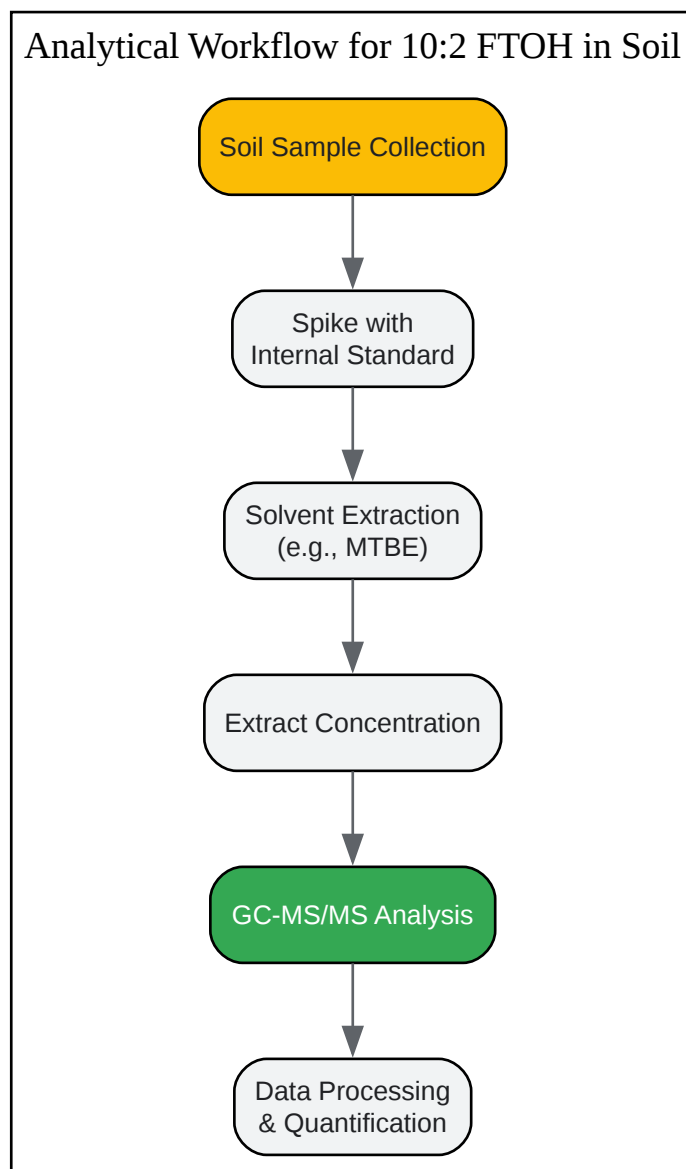 Analytical Workflow for 10:2 FTOH in Soil
Soil Sample Collection
Spike with
Internal Standard
Solvent Extraction
(e.g., MTBE)
Extract Concentration
GC-MS/MS Analysis
Data Processing
& Quantification